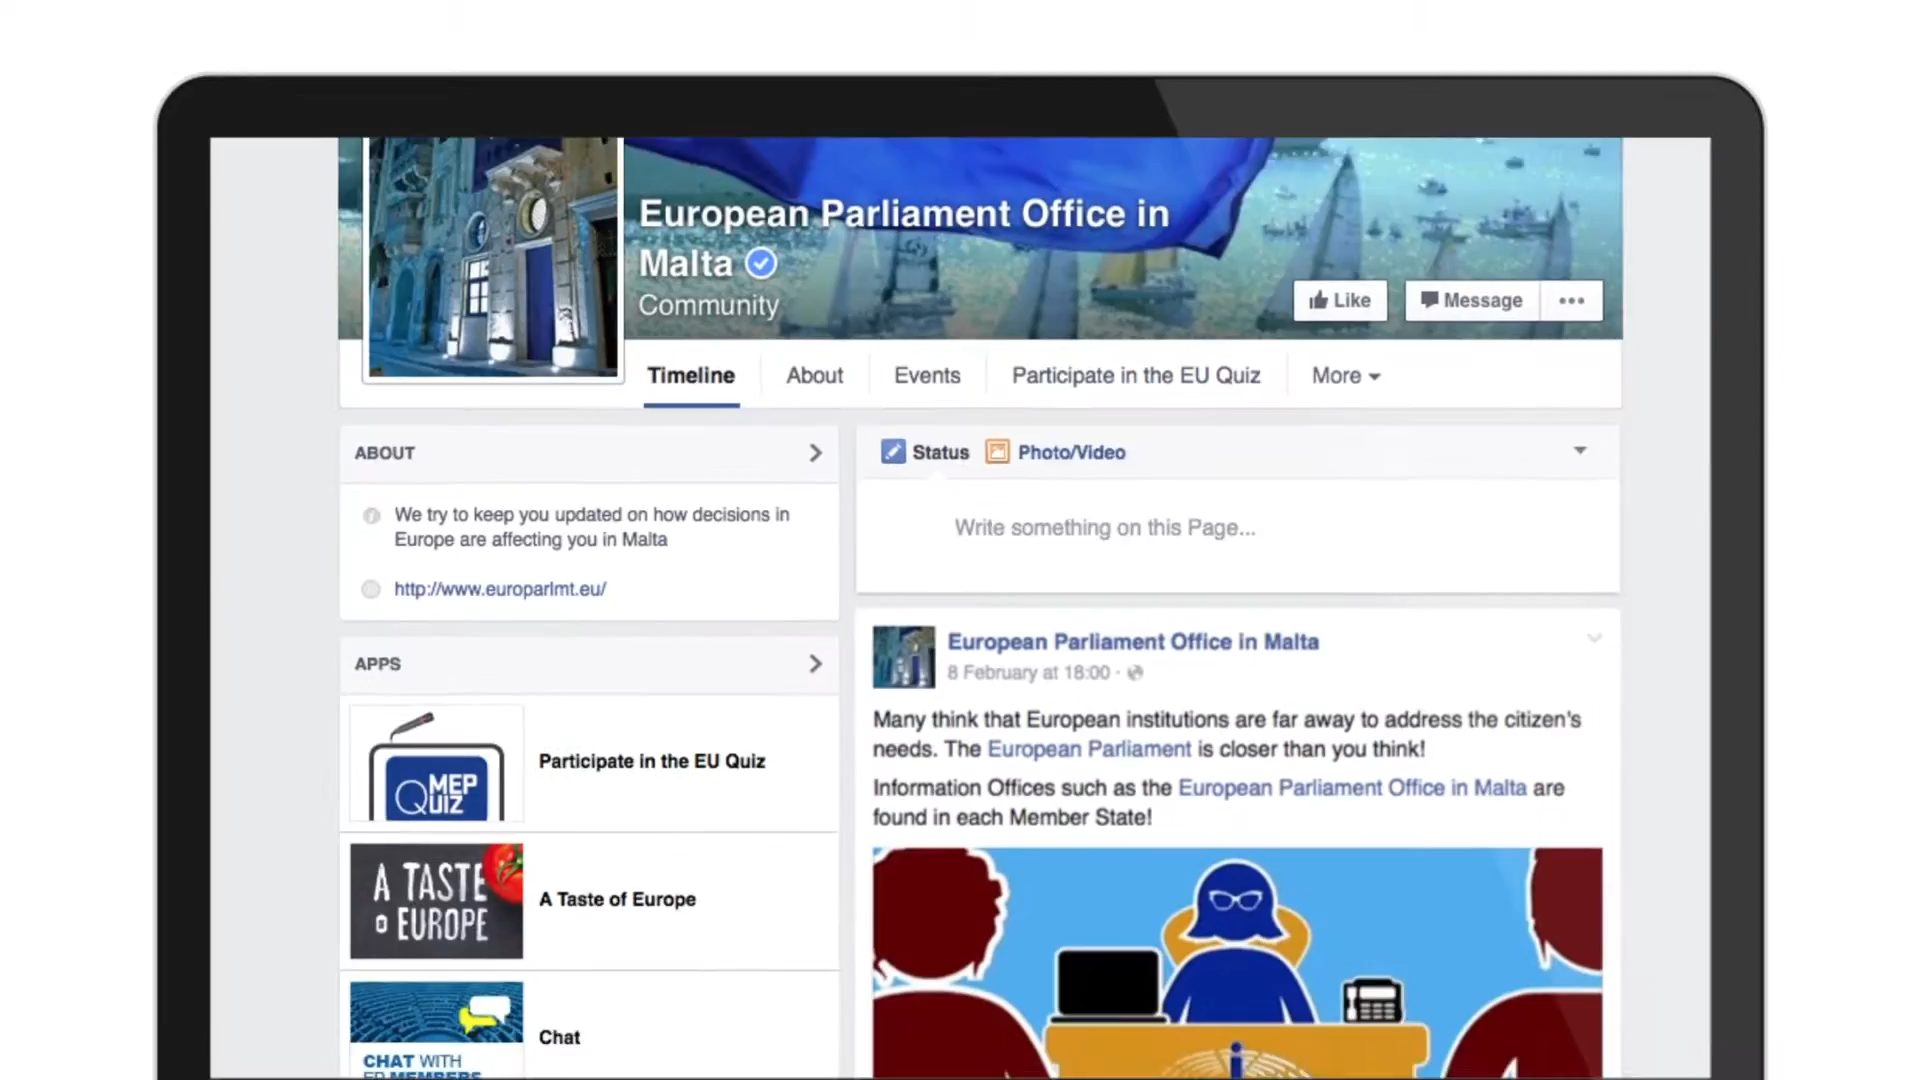 European Parliament Office in
Malta
Community
Like
Message
Timeline
About
Events
Participate in the EU Quiz
More
ABOUT
We try to keep you updated on how decisions in
Europe are affecting you in Malta
http://www.europarlmt.eu/
APPS
MEP
QUIZ
Participate in the EU Quiz
A TASTE
OF EUROPE
A Taste of Europe
CHAT WITH
EP MEMBERS
Chat
Status
Photo/Video
Write something on this Page...
European Parliament Office in Malta
8 February at 18:00 ·
Many think that European institutions are far away to address the citizen's
needs. The European Parliament is closer than you think!
Information Offices such as the European Parliament Office in Malta are
found in each Member State!